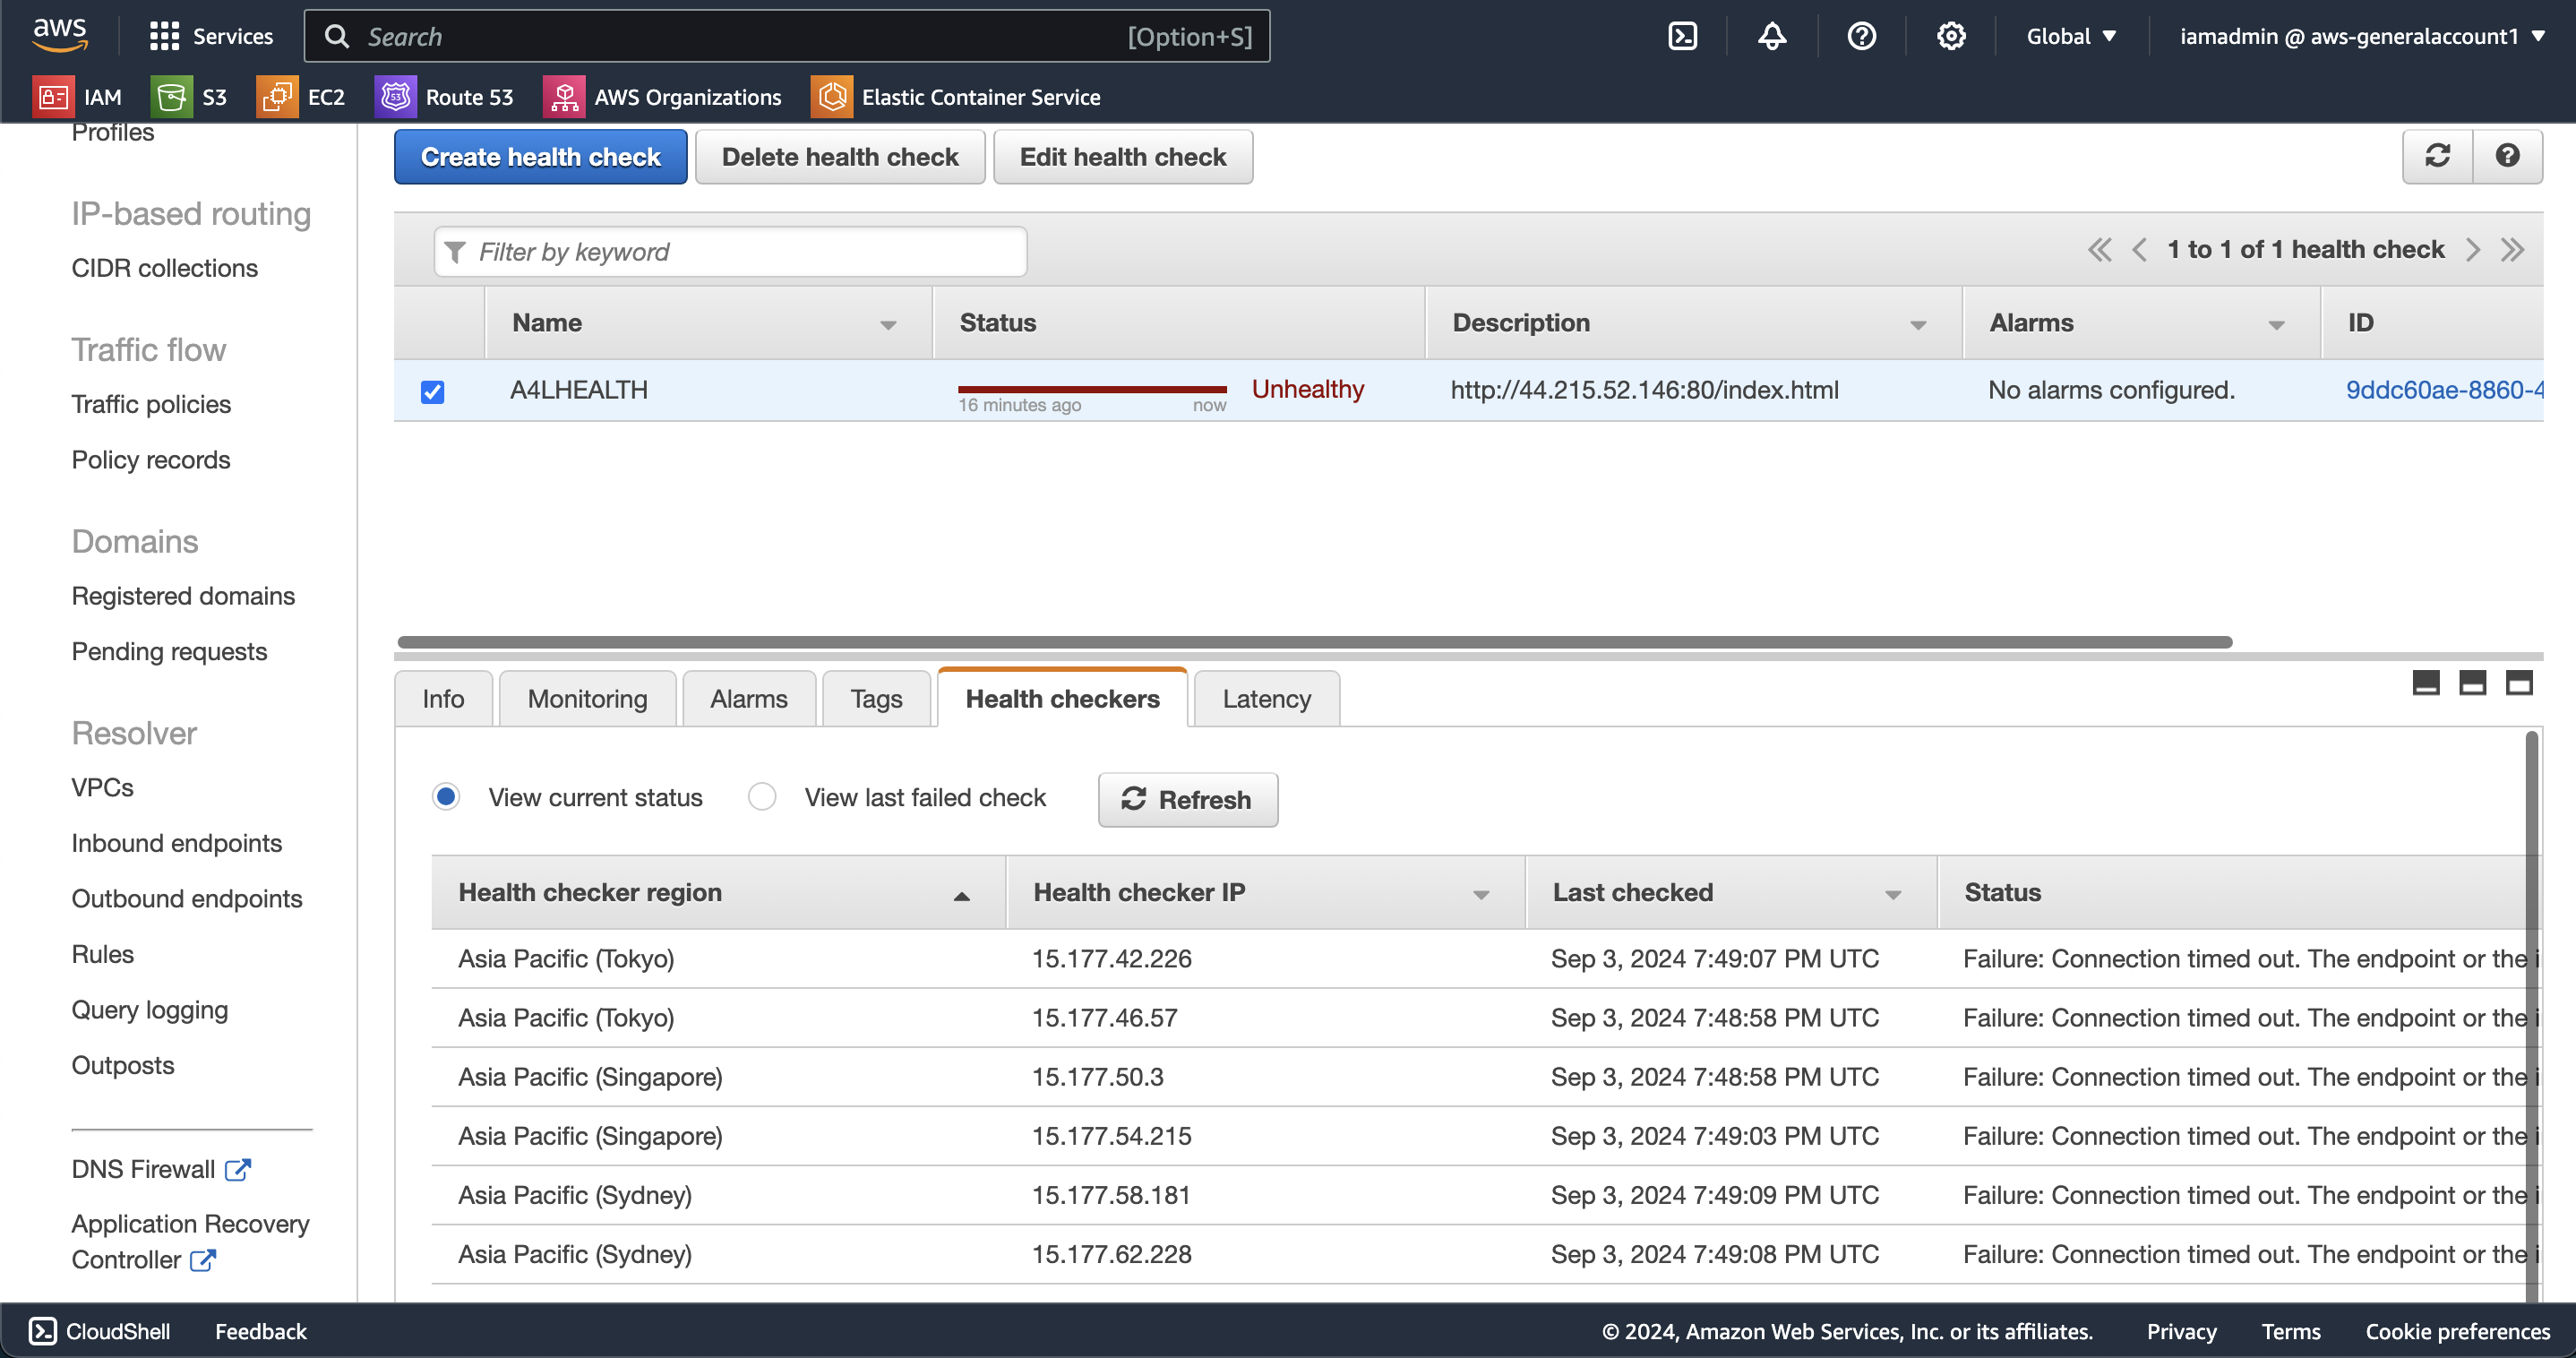 aws Services Search [Option+S] Global iamadmin @ aws-generalaccount1
IAM S3 EC2 53 Route 53 AWS Organizations Elastic Container Service
Profiles
IP-based routing
CIDR collections
Traffic flow
Traffic policies
Policy records
Domains
Registered domains
Pending requests
Resolver
VPCs
Inbound endpoints
Outbound endpoints
Rules
Query logging
Outposts
DNS Firewall
Application Recovery
Controller
Create health check Delete health check Edit health check
Filter by keyword 1 to 1 of 1 health check
Name Status Description Alarms ID
A4LHEALTH 16 minutes ago now Unhealthy http://44.215.52.146:80/index.html No alarms configured. 9ddc60ae-8860-4
Info Monitoring Alarms Tags Health checkers Latency
View current status View last failed check Refresh
Health checker region Health checker IP Last checked Status
Asia Pacific (Tokyo) 15.177.42.226 Sep 3, 2024 7:49:07 PM UTC Failure: Connection timed out. The endpoint or the i
Asia Pacific (Tokyo) 15.177.46.57 Sep 3, 2024 7:48:58 PM UTC Failure: Connection timed out. The endpoint or the i
Asia Pacific (Singapore) 15.177.50.3 Sep 3, 2024 7:48:58 PM UTC Failure: Connection timed out. The endpoint or the i
Asia Pacific (Singapore) 15.177.54.215 Sep 3, 2024 7:49:03 PM UTC Failure: Connection timed out. The endpoint or the i
Asia Pacific (Sydney) 15.177.58.181 Sep 3, 2024 7:49:09 PM UTC Failure: Connection timed out. The endpoint or the i
Asia Pacific (Sydney) 15.177.62.228 Sep 3, 2024 7:49:08 PM UTC Failure: Connection timed out. The endpoint or the i
CloudShell Feedback © 2024, Amazon Web Services, Inc. or its affiliates. Privacy Terms Cookie preferences